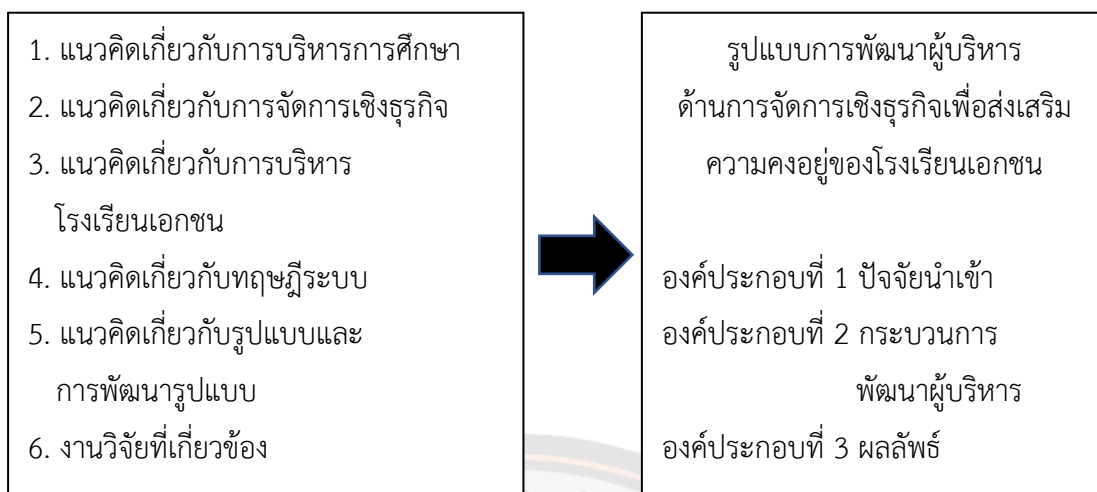 1. แนวคิดเกี่ยวกับการบริหารการศึกษา
2. แนวคิดเกี่ยวกับการจัดการเชิงธุรกิจ
3. แนวคิดเกี่ยวกับการบริหาร
โรงเรียนเอกชน
4. แนวคิดเกี่ยวกับทฤษฎีระบบ
5. แนวคิดเกี่ยวกับรูปแบบและ
การพัฒนารูปแบบ
6. งานวิจัยที่เกี่ยวข้อง
รูปแบบการพัฒนาผู้บริหาร
ด้านการจัดการเชิงธุรกิจเพื่อส่งเสริม
ความคงอยู่ของโรงเรียนเอกชน
องค์ประกอบที่ 1 ปัจจัยนำเข้า
องค์ประกอบที่ 2 กระบวนการ
พัฒนาผู้บริหาร
องค์ประกอบที่ 3 ผลลัพธ์